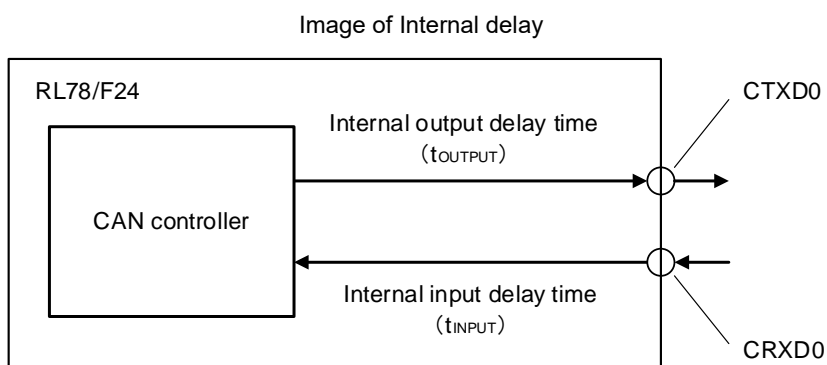 Image of Internal delay
RL78/F24
CTXD0
Internal output delay time
(tOUTPUT)
CAN controller
Internal input delay time
(tINPUT)
CRXD0